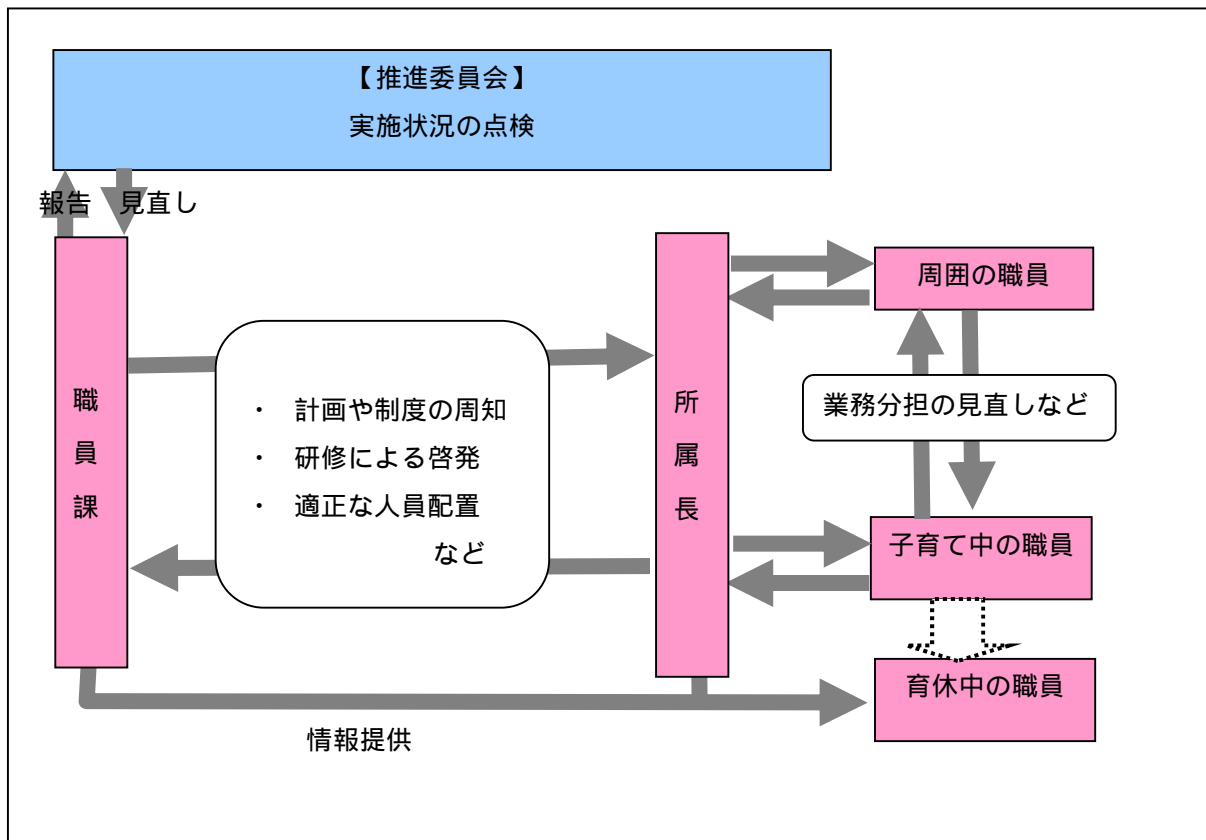 【推進委員会】
実施状況の点検
報告　見直し
職員課
・　計画や制度の周知
・　研修による啓発
・　適正な人員配置
など
所属長
周囲の職員
業務分担の見直しなど
子育て中の職員
育休中の職員
情報提供